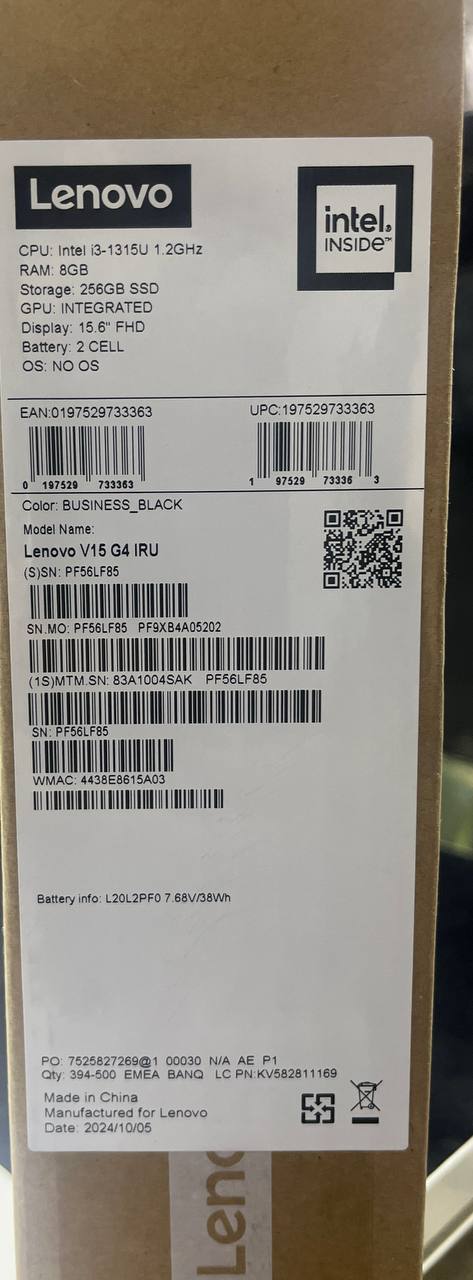 Lenovo
intel.
INSIDE™
CPU: Intel i3-1315U 1.2GHz
RAM: 8GB
Storage: 256GB SSD
GPU: INTEGRATED
Display: 15.6" FHD
Battery: 2 CELL
OS: NO OS
EAN:0197529733363
UPC:197529733363
0 197529 733363
1 97529 73336 3
Color: BUSINESS_BLACK
Model Name:
Lenovo V15 G4 IRU
(S)SN: PF56LF85
SN.MO: PF56LF85 PF9XB4A05202
(1S)MTM.SN: 83A1004SAK PF56LF85
SN: PF56LF85
WMAC: 4438E8615A03
Battery info: L20L2PF0 7.68V/38Wh
PO: 7525827269@1 00030 N/A AE P1
Qty: 394-500 EMEA BANQ LC PN:KV582811169
Made in China
Manufactured for Lenovo
Date: 2024/10/05
Leno